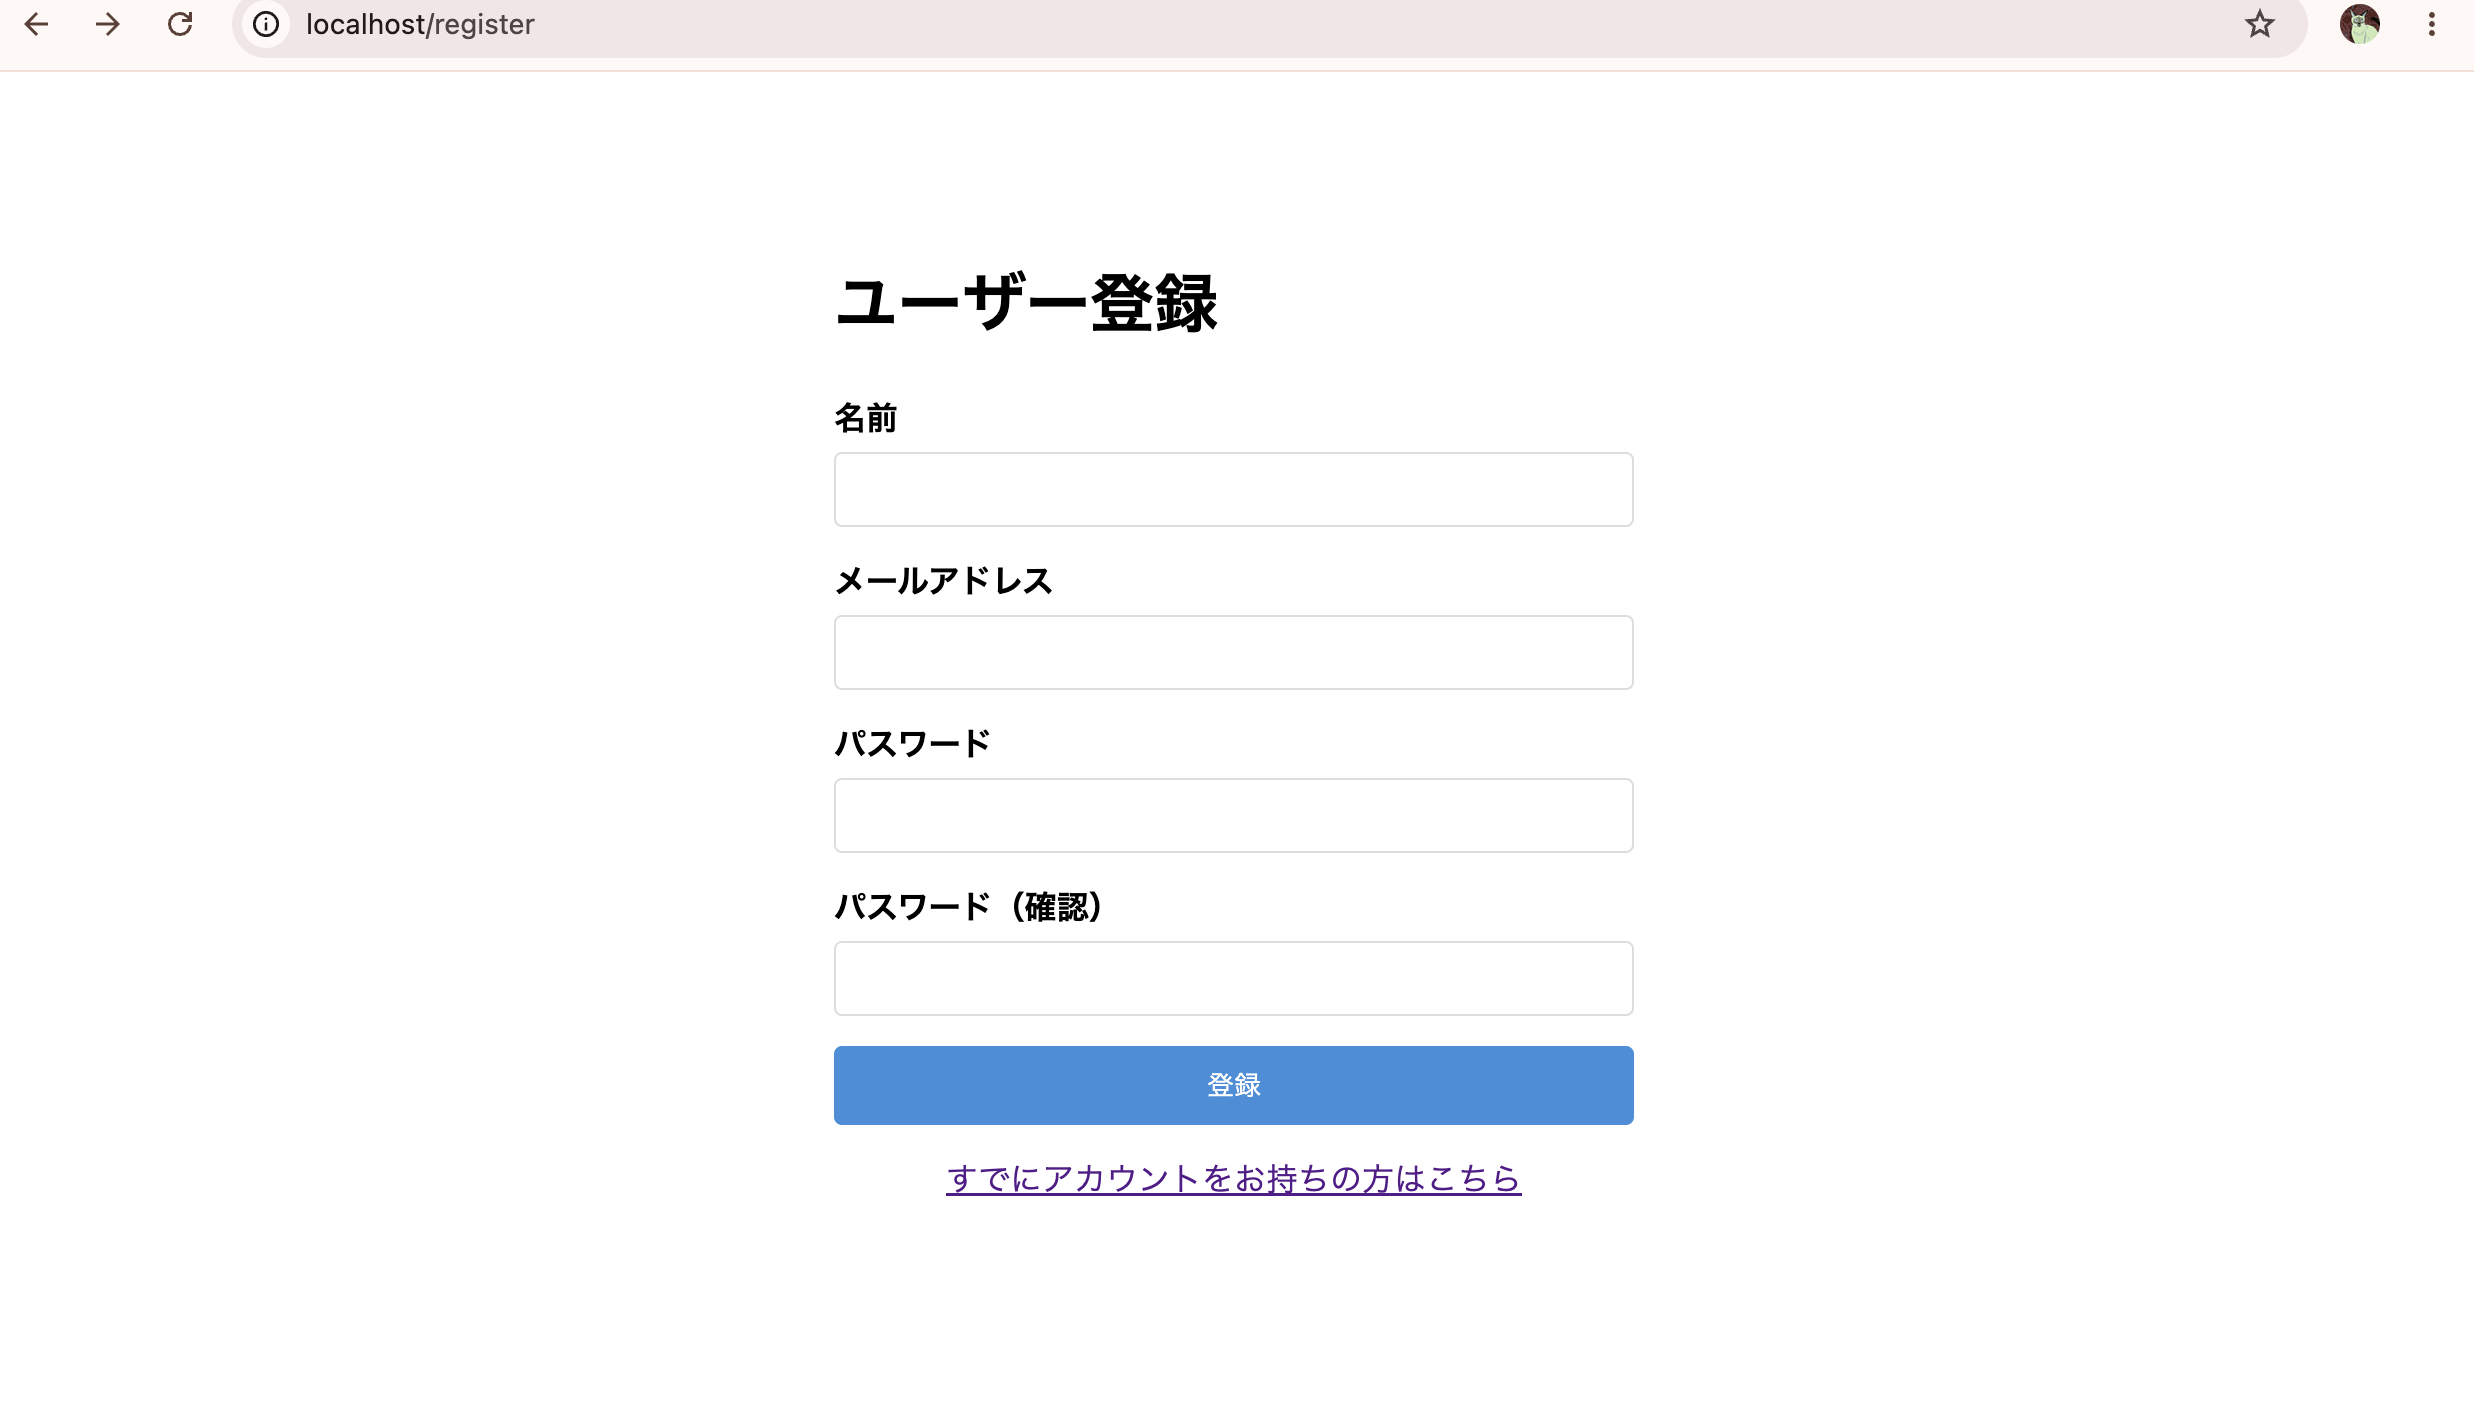 localhost/register
ユーザー登録
名前
メールアドレス
パスワード
パスワード（確認）
登録
すでにアカウントをお持ちの方はこちら